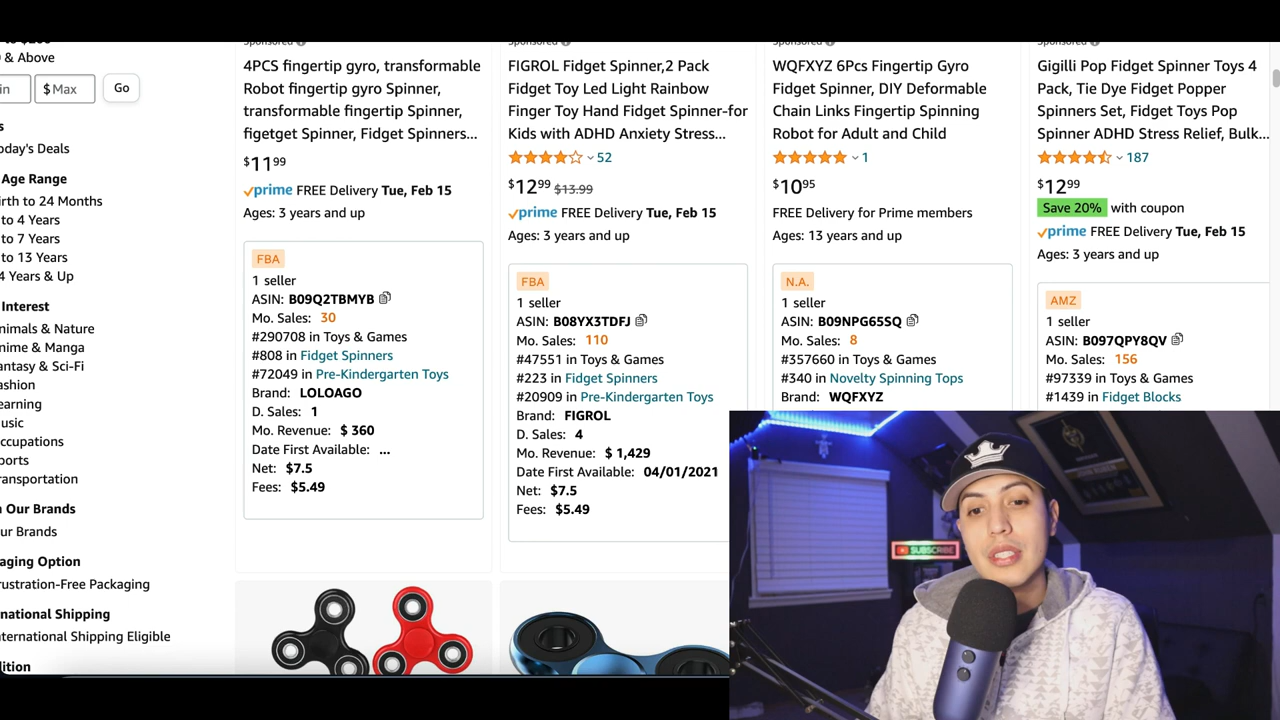 & Above
$ Max
Go
oday's Deals
Age Range
irth to 24 Months
to 4 Years
to 7 Years
to 13 Years
4 Years & Up
Interest
nimals & Nature
nime & Manga
antasy & Sci-Fi
ashion
earning
usic
ccupations
ports
ransportation
Our Brands
ur Brands
aging Option
rustration-Free Packaging
national Shipping
nternational Shipping Eligible
dition
Sponsored
4PCS fingertip gyro, transformable
Robot fingertip gyro Spinner,
transformable fingertip Spinner,
figetget Spinner, Fidget Spinners...
$11 99
prime FREE Delivery Tue, Feb 15
Ages: 3 years and up
FBA
1 seller
ASIN: B09Q2TBMYB
Mo. Sales: 30
#290708 in Toys & Games
#808 in Fidget Spinners
#72049 in Pre-Kindergarten Toys
Brand: LOLOAGO
D. Sales: 1
Mo. Revenue: $ 360
Date First Available: ...
Net: $7.5
Fees: $5.49
Sponsored
FIGROL Fidget Spinner,2 Pack
Fidget Toy Led Light Rainbow
Finger Toy Hand Fidget Spinner-for
Kids with ADHD Anxiety Stress...
52
$12 99 $13.99
prime FREE Delivery Tue, Feb 15
Ages: 3 years and up
FBA
1 seller
ASIN: B08YX3TDFJ
Mo. Sales: 110
#47551 in Toys & Games
#223 in Fidget Spinners
#20909 in Pre-Kindergarten Toys
Brand: FIGROL
D. Sales: 4
Mo. Revenue: $ 1,429
Date First Available: 04/01/2021
Net: $7.5
Fees: $5.49
Sponsored
WQFXYZ 6Pcs Fingertip Gyro
Fidget Spinner, DIY Deformable
Chain Links Fingertip Spinning
Robot for Adult and Child
1
$10 95
FREE Delivery for Prime members
Ages: 13 years and up
N.A.
1 seller
ASIN: B09NPG65SQ
Mo. Sales: 8
#357660 in Toys & Games
#340 in Novelty Spinning Tops
Brand: WQFXYZ
Sponsored
Gigilli Pop Fidget Spinner Toys 4
Pack, Tie Dye Fidget Popper
Spinners Set, Fidget Toys Pop
Spinner ADHD Stress Relief, Bulk...
187
$12 99
Save 20% with coupon
prime FREE Delivery Tue, Feb 15
Ages: 3 years and up
AMZ
1 seller
ASIN: B097QPY8QV
Mo. Sales: 156
#97339 in Toys & Games
#1439 in Fidget Blocks
SUBSCRIBE